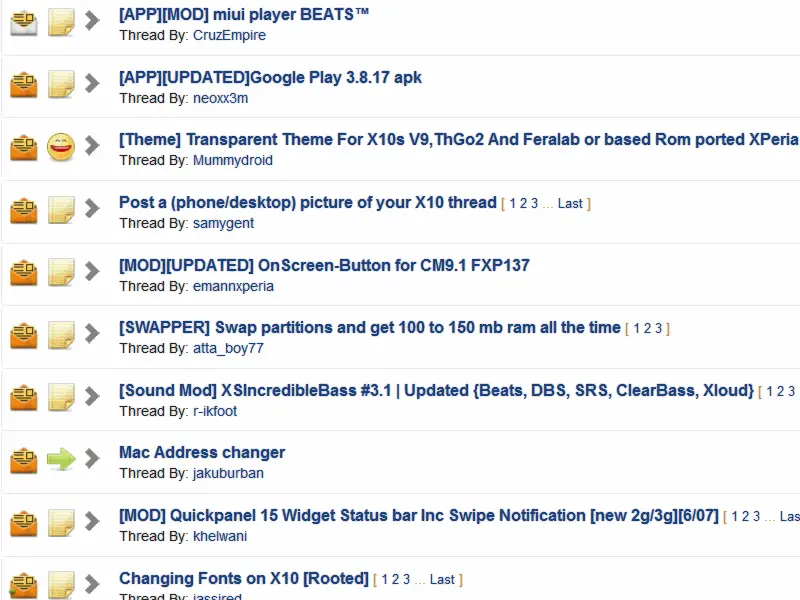 [APP][MOD] miui player BEATS™
Thread By: CruzEmpire
[APP][UPDATED]Google Play 3.8.17 apk
Thread By: neoxx3m
[Theme] Transparent Theme For X10s V9,ThGo2 And Feralab or based Rom ported XPeria
Thread By: Mummydroid
Post a (phone/desktop) picture of your X10 thread [ 1 2 3 ... Last ]
Thread By: samygent
[MOD][UPDATED] OnScreen-Button for CM9.1 FXP137
Thread By: emannxperia
[SWAPPER] Swap partitions and get 100 to 150 mb ram all the time [ 1 2 3 ]
Thread By: atta_boy77
[Sound Mod] XSIncredibleBass #3.1 | Updated {Beats, DBS, SRS, ClearBass, Xloud} [ 1 2 3
Thread By: r-ikfoot
Mac Address changer
Thread By: jakuburban
[MOD] Quickpanel 15 Widget Status bar Inc Swipe Notification [new 2g/3g][6/07] [ 1 2 3 ... Las
Thread By: khelwani
Changing Fonts on X10 [Rooted] [ 1 2 3 ... Last ]
Thread By: jassired